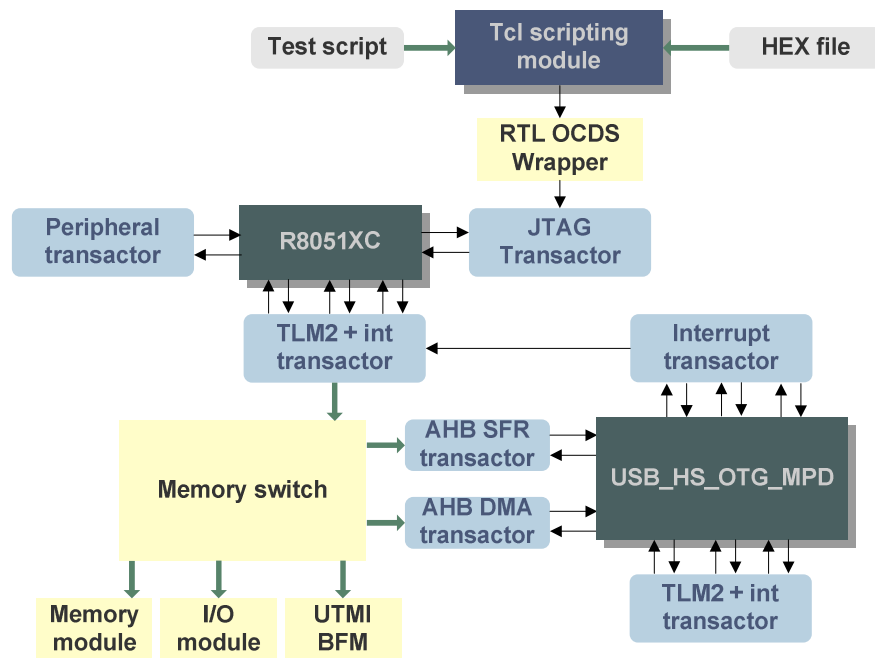 Test script
Tcl scripting
module
HEX file
RTL OCDS
Wrapper
Peripheral
transactor
R8051XC
JTAG
Transactor
TLM2 + int
transactor
Interrupt
transactor
Memory switch
AHB SFR
transactor
USB_HS_OTG_MPD
AHB DMA
transactor
Memory
module
I/O
module
UTMI
BFM
TLM2 + int
transactor